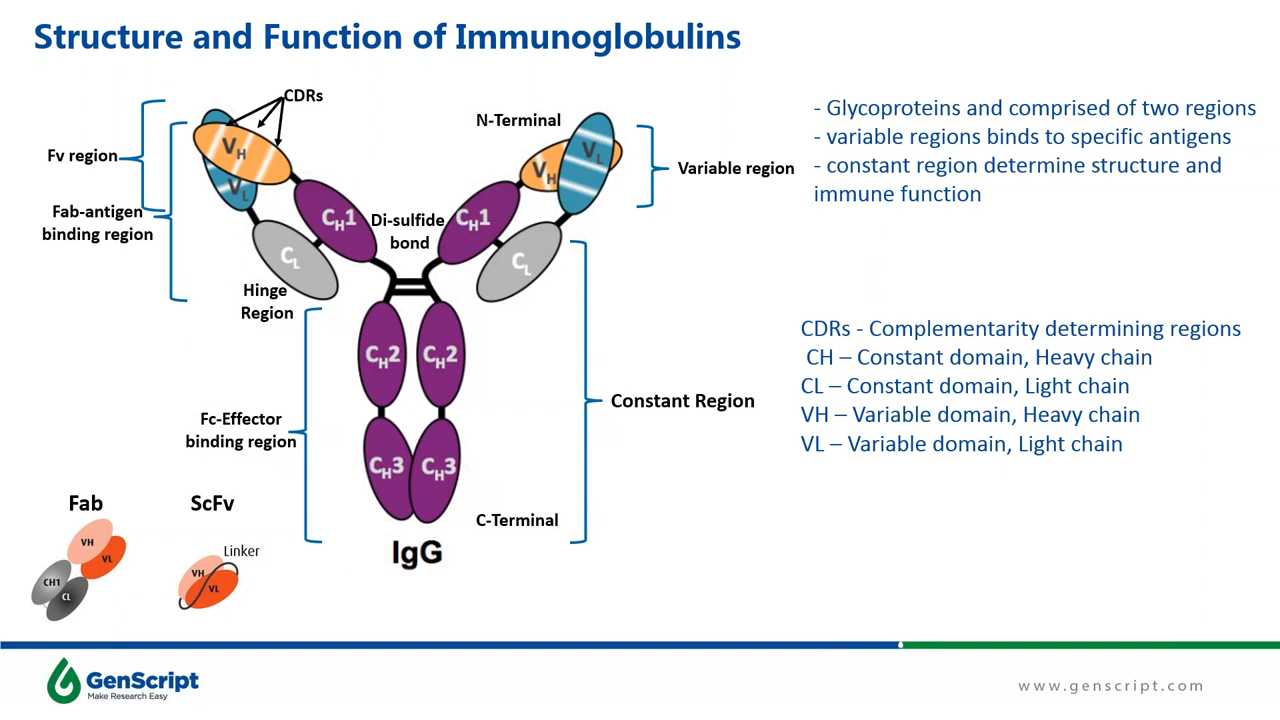 Structure and Function of Immunoglobulins
CDRs
Fv region
Fab-antigen
binding region
VH
VL
CH1
CL
Hinge
Region
Di-sulfide
bond
N-Terminal
VH
VL
CH1
CL
Variable region
CH2
CH2
CH3
CH3
Fc-Effector
binding region
Constant Region
C-Terminal
IgG
- Glycoproteins and comprised of two regions
- variable regions binds to specific antigens
- constant region determine structure and
immune function
CDRs - Complementarity determining regions
CH – Constant domain, Heavy chain
CL – Constant domain, Light chain
VH – Variable domain, Heavy chain
VL – Variable domain, Light chain
Fab
VH
VL
CH1
CL
ScFv
Linker
VH
VL
GenScript
Make Research Easy
www.genscript.com